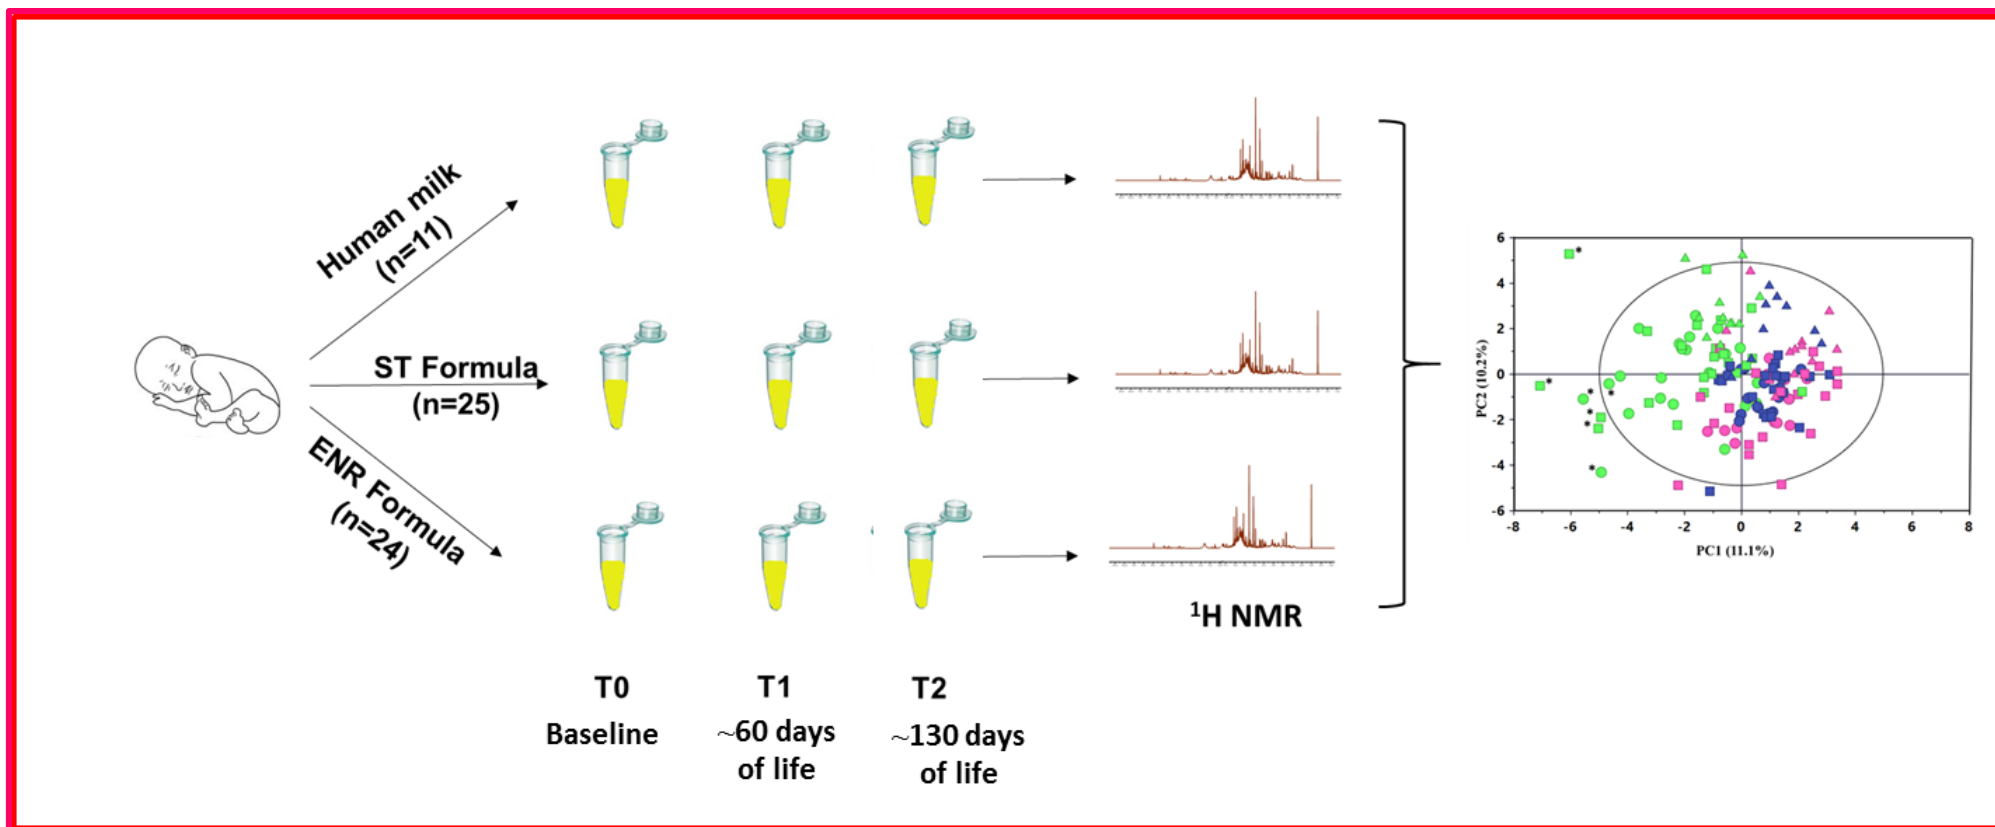 Human milk
(n=11)
ST Formula
(n=25)
ENR Formula
(n=24)
T0
Baseline
T1
~60 days
of life
T2
~130 days
of life
¹H NMR
PC2 (10.2%)
6
4
2
0
-2
-4
-6
-8 -6 -4 -2 0 2 4 6 8
PC1 (11.1%)
*
*
*
*
*
*
*